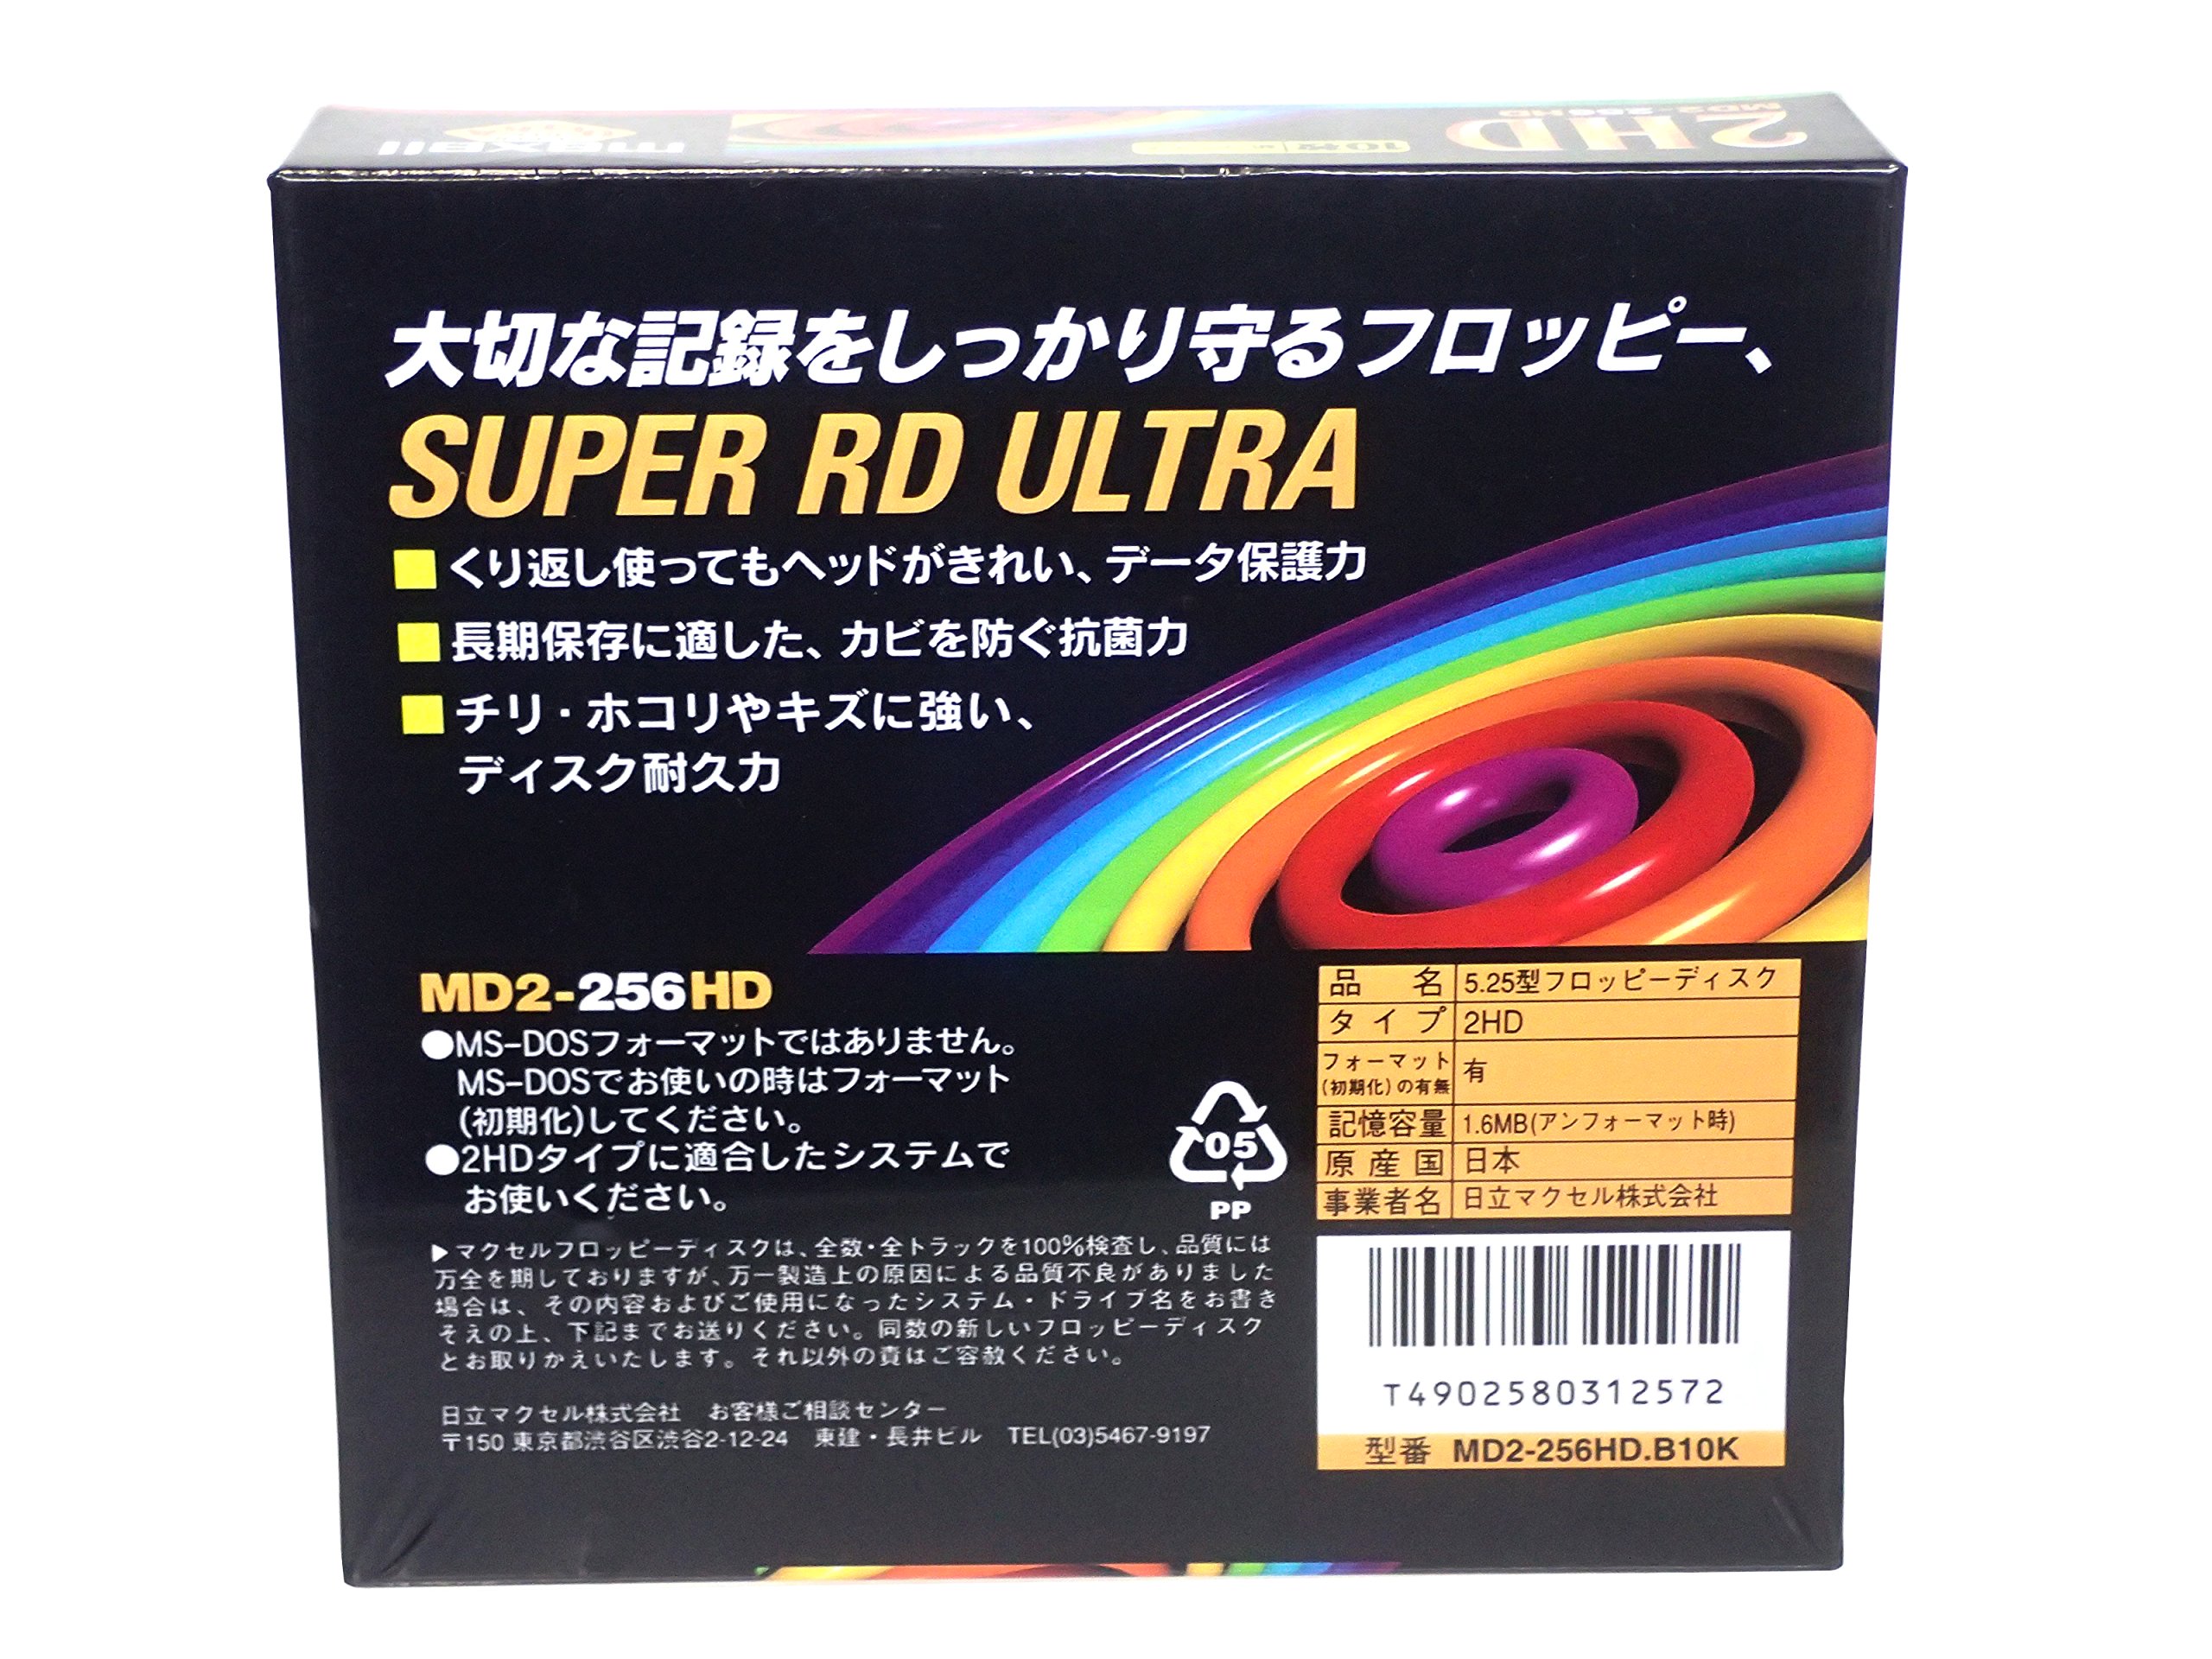 2HD
MD2-256HD
maxell
大切な記録をしっかり守るフロッピー、
SUPER RD ULTRA
くり返し使ってもヘッドがきれい、データ保護力
長期保存に適した、カビを防ぐ抗菌力
チリ・ホコリやキズに強い、
ディスク耐久力
MD2-256HD
●MS-DOSフォーマットではありません。
MS-DOSでお使いの時はフォーマット
(初期化)してください。
●2HDタイプに適合したシステムで
お使いください。
05
PP
▶マクセルフロッピーディスクは、全数・全トラックを100%検査し、品質には
万全を期しておりますが、万一製造上の原因による品質不良がありました
場合は、その内容およびご使用になったシステム・ドライブ名をお書き
そえの上、下記までお送りください。同数の新しいフロッピーディスク
とお取りかえいたします。それ以外の責はご容赦ください。
日立マクセル株式会社 お客様ご相談センター
〒150 東京都渋谷区渋谷2-12-24 東建・長井ビル TEL(03)5467-9197
品名 5.25型フロッピーディスク
タイプ 2HD
フォーマット
(初期化)の有無 有
記憶容量 1.6MB(アンフォーマット時)
原産国 日本
事業者名 日立マクセル株式会社
T4902580312572
型番 MD2-256HD.B10K